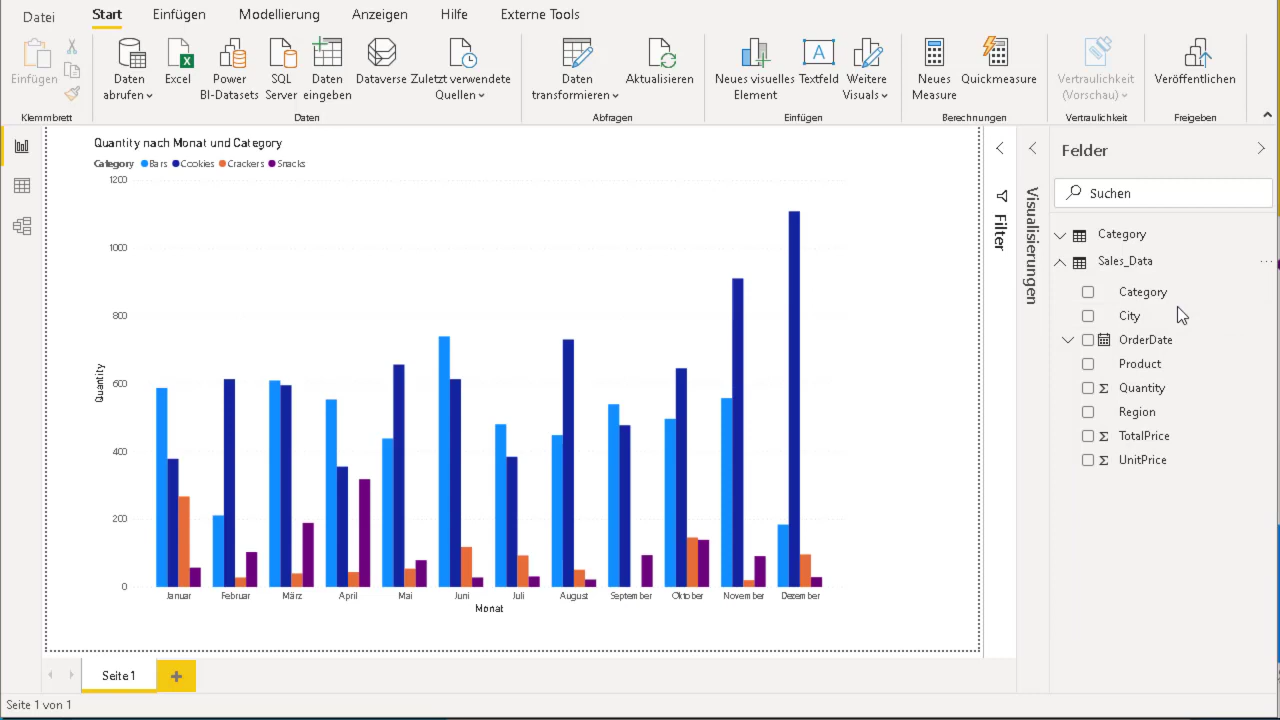 Datei Start Einfügen Modellierung Anzeigen Hilfe Externe Tools
Einfügen
Klemmbrett
Daten abrufen
Excel
Power BI-Datasets
SQL Server
Daten eingeben
Dataverse
Zuletzt verwendete Quellen
Daten
Daten transformieren
Aktualisieren
Abfragen
Neues visuelles Element
Textfeld
Weitere Visuals
Einfügen
Neues Measure
Quickmeasure
Berechnungen
Vertraulichkeit (Vorschau)
Vertraulichkeit
Veröffentlichen
Freigeben
Quantity nach Monat und Category
Category Bars Cookies Crackers Snacks
1200
1000
800
600
400
200
0
Quantity
Januar Februar März April Mai Juni Juli August September Oktober November Dezember
Monat
Filter
Visualisierungen
Felder
Suchen
Category
Sales_Data
Category
City
OrderDate
Product
Quantity
Region
TotalPrice
UnitPrice
Seite 1
Seite 1 von 1